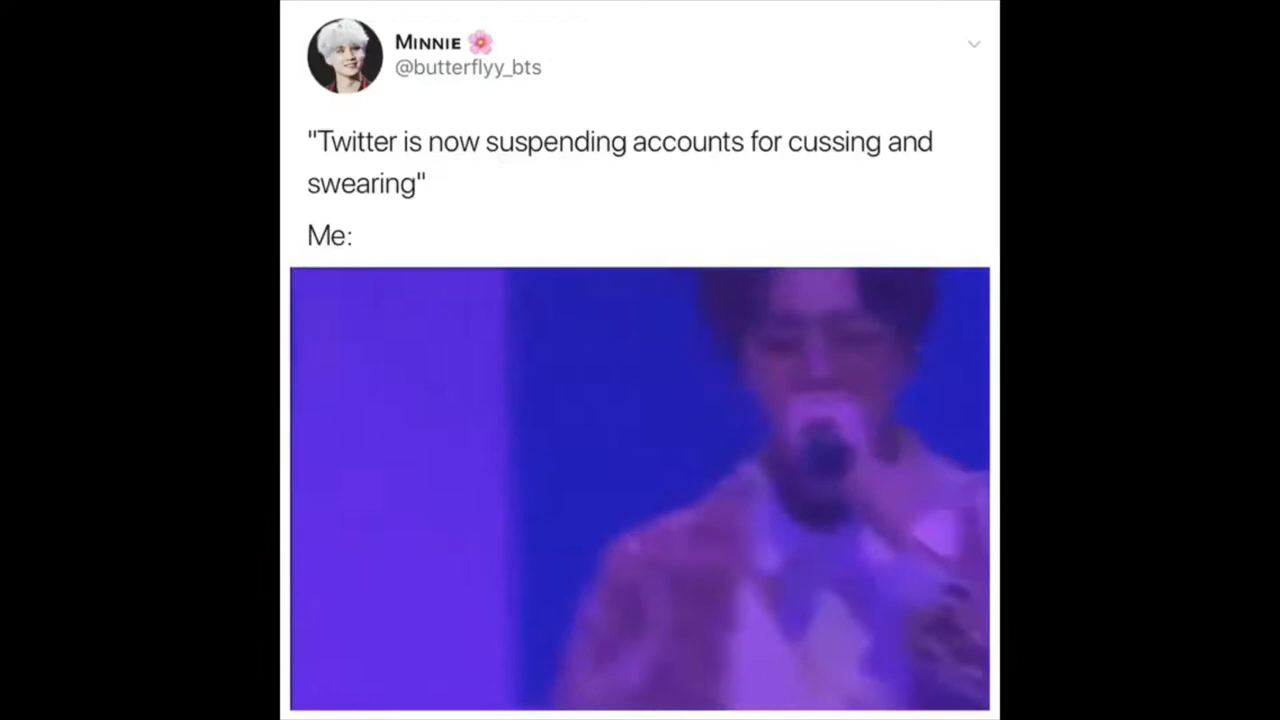 MINNIE 🌸
@butterflyy_bts
"Twitter is now suspending accounts for cussing and
swearing"
Me: